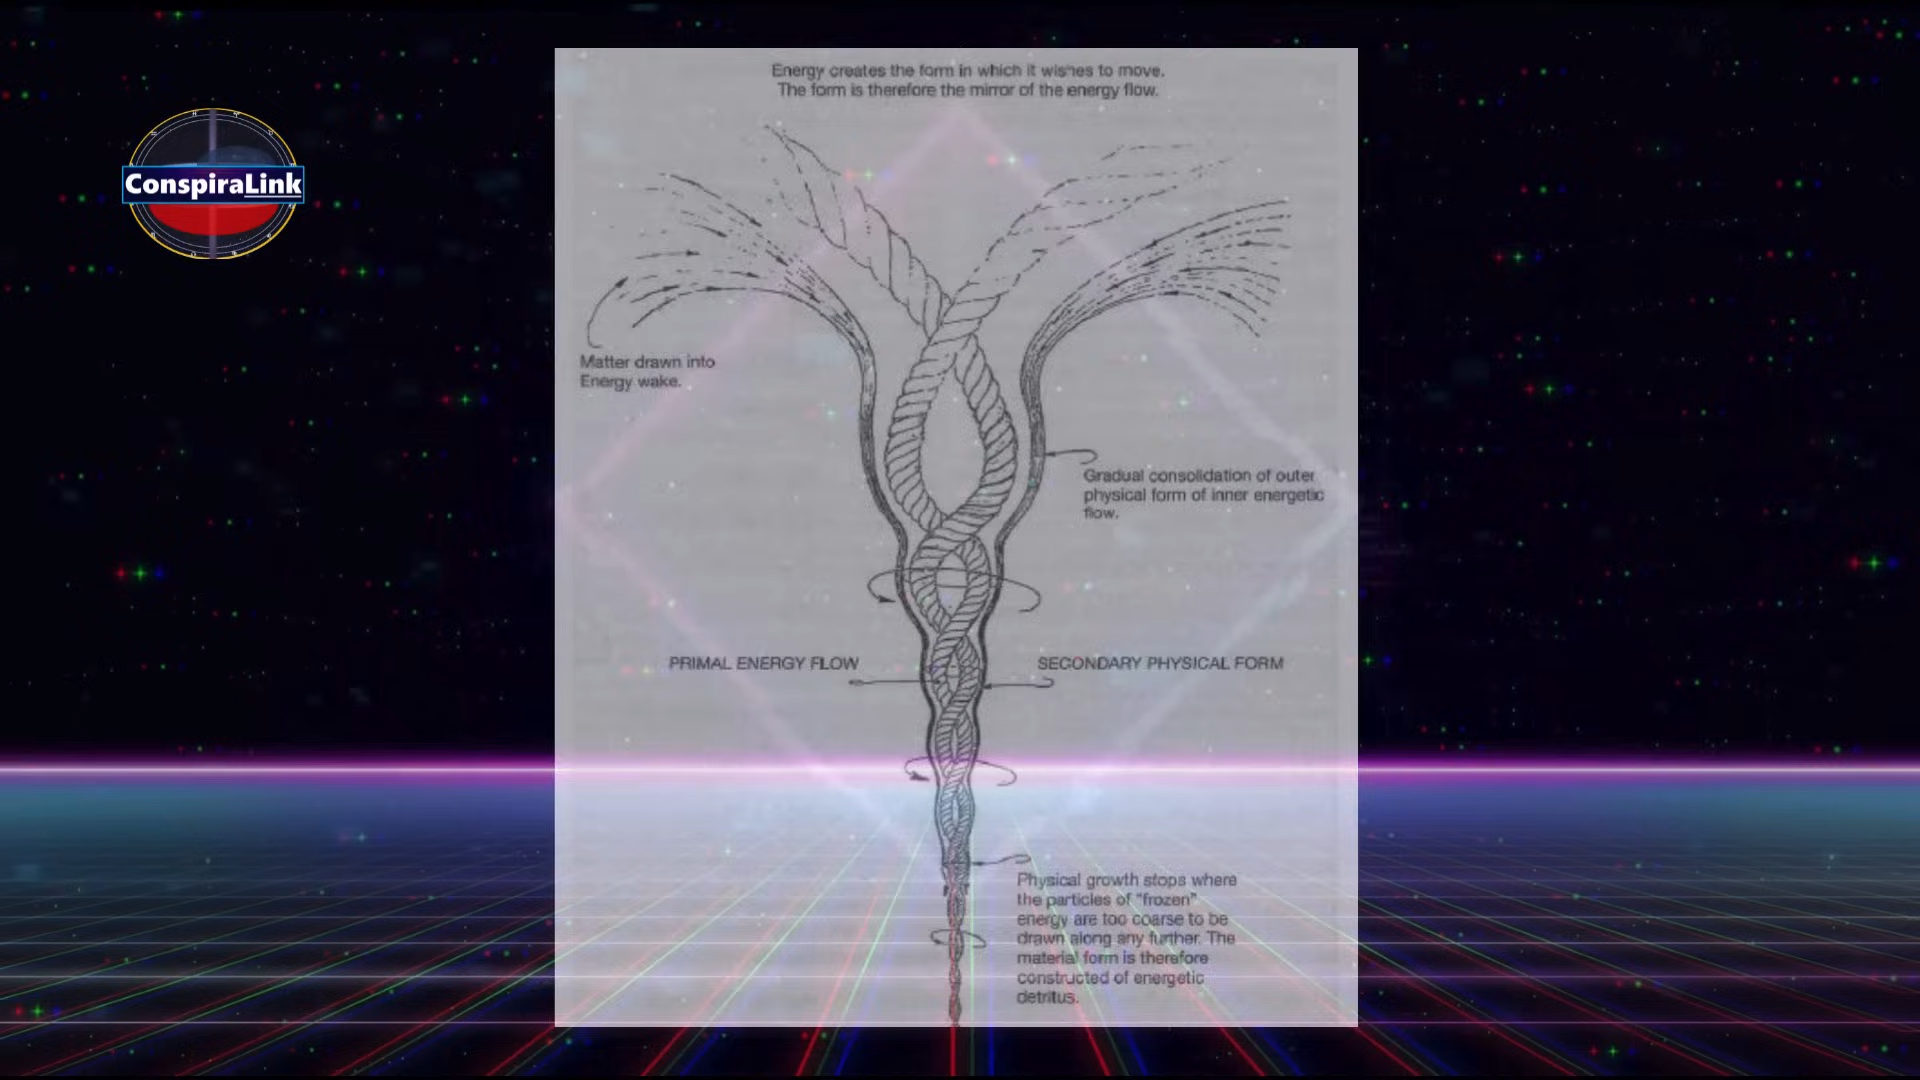 Energy creates the form in which it wishes to move.
The form is therefore the mirror of the energy flow.
ConspiraLink
Matter drawn into
Energy wake.
Gradual consolidation of outer
physical form of inner energetic
flow.
PRIMAL ENERGY FLOW
SECONDARY PHYSICAL FORM
Physical growth stops where
the particles of "frozen"
energy are too coarse to be
drawn along any further. The
material form is therefore
constructed of energetic
detritus.